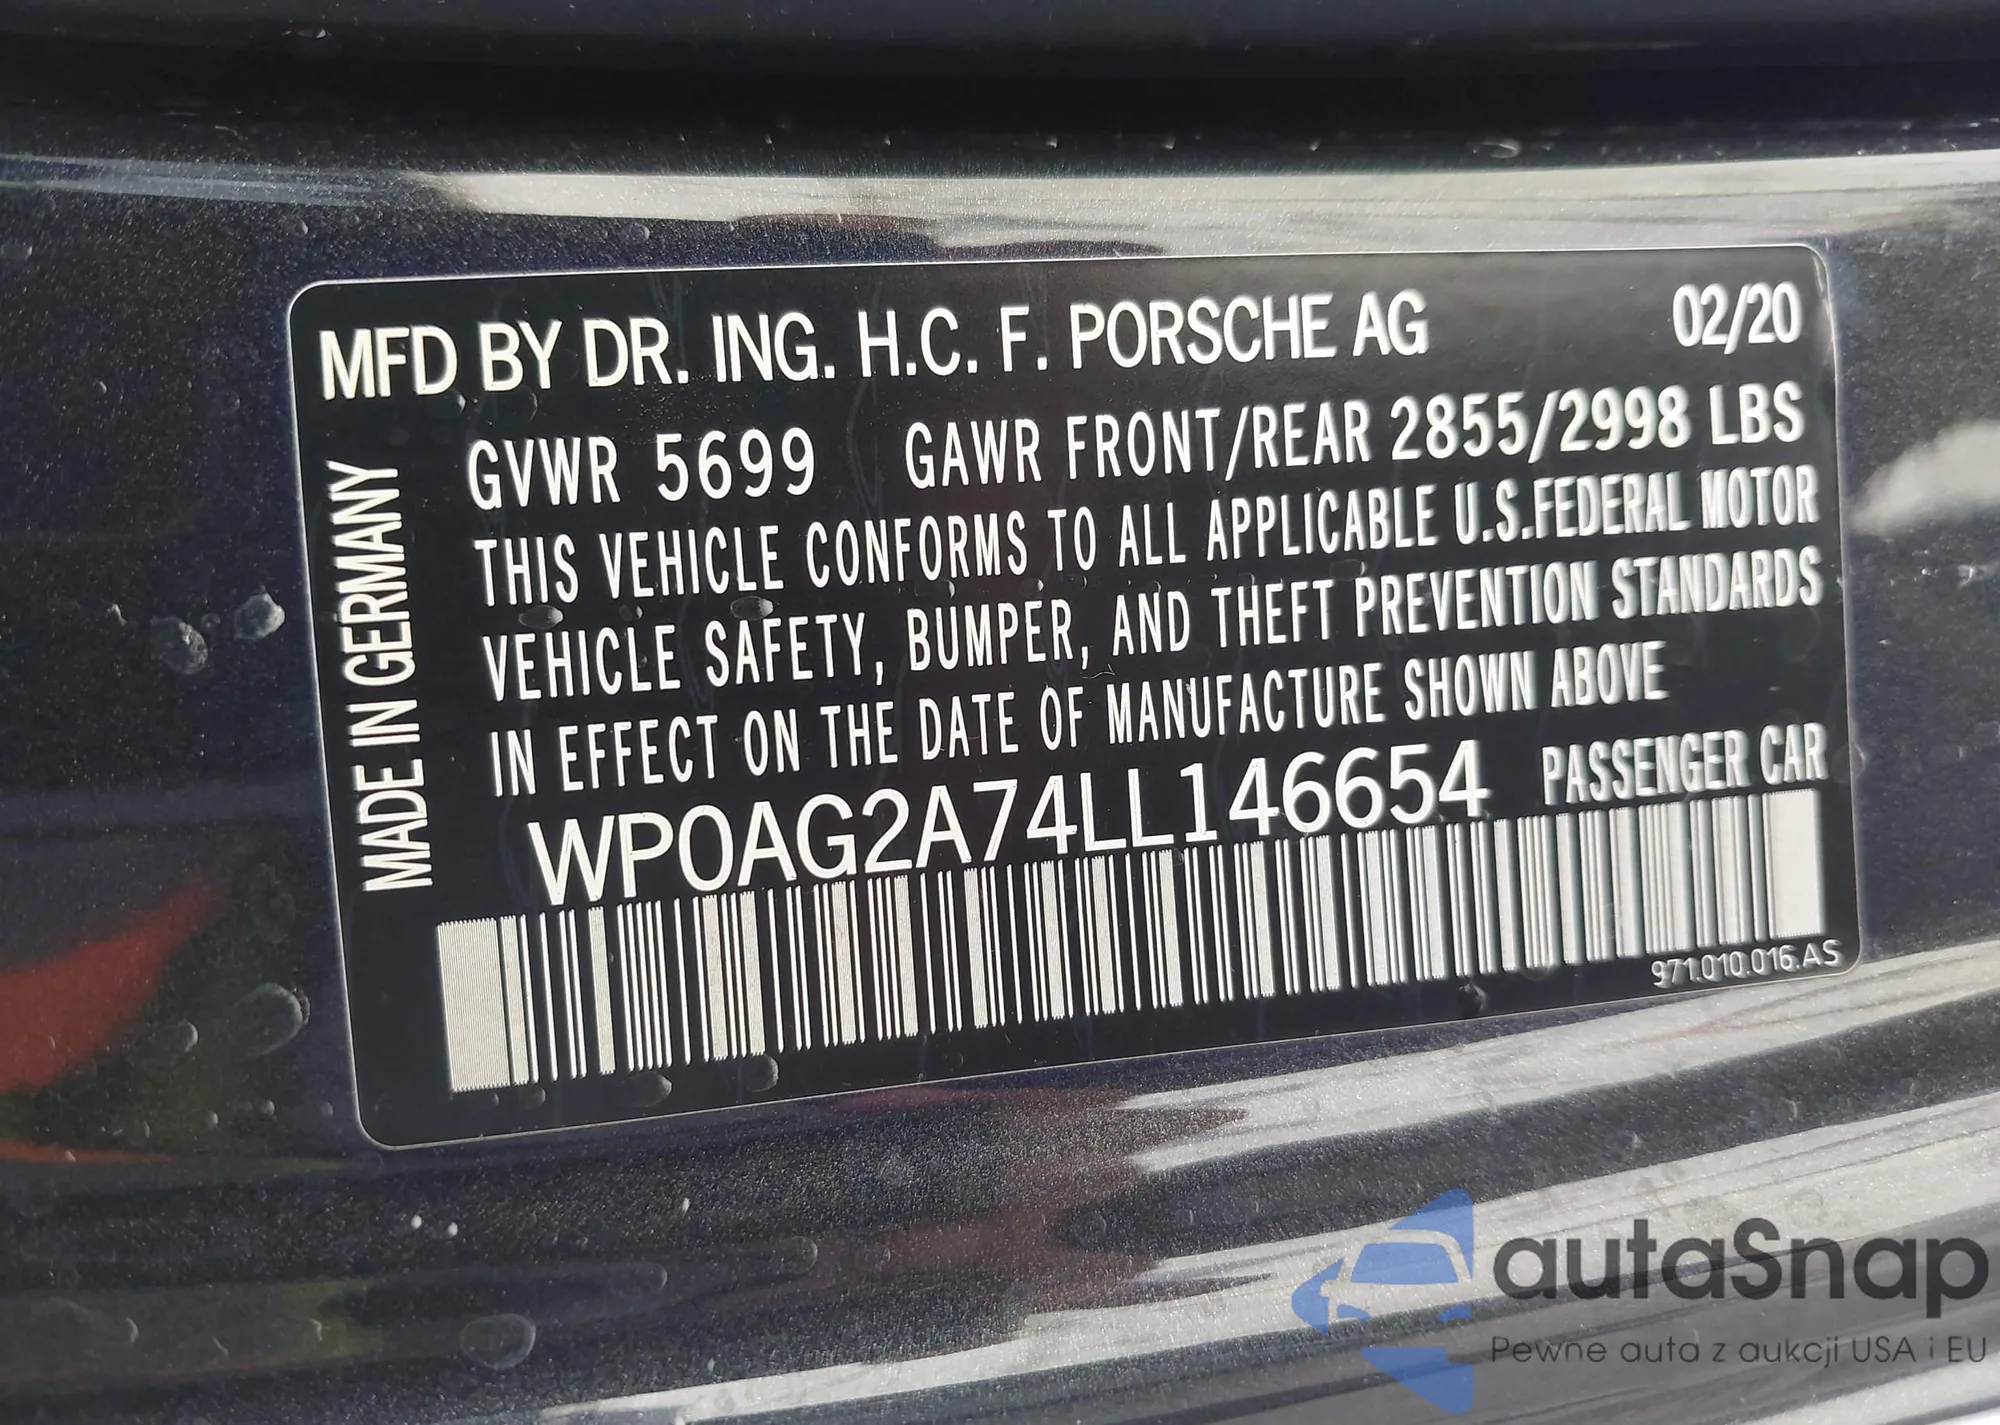 MFD BY DR. ING. H.C. F. PORSCHE AG 02/20
GVWR 5699 GAWR FRONT/REAR 2855/2998 LBS
THIS VEHICLE CONFORMS TO ALL APPLICABLE U.S.FEDERAL MOTOR
VEHICLE SAFETY, BUMPER, AND THEFT PREVENTION STANDARDS
IN EFFECT ON THE DATE OF MANUFACTURE SHOWN ABOVE
WP0AG2A74LL146654 PASSENGER CAR
971.010.016.AS
MADE IN GERMANY
autaSnap
Pewne auta z aukcji USA i EU